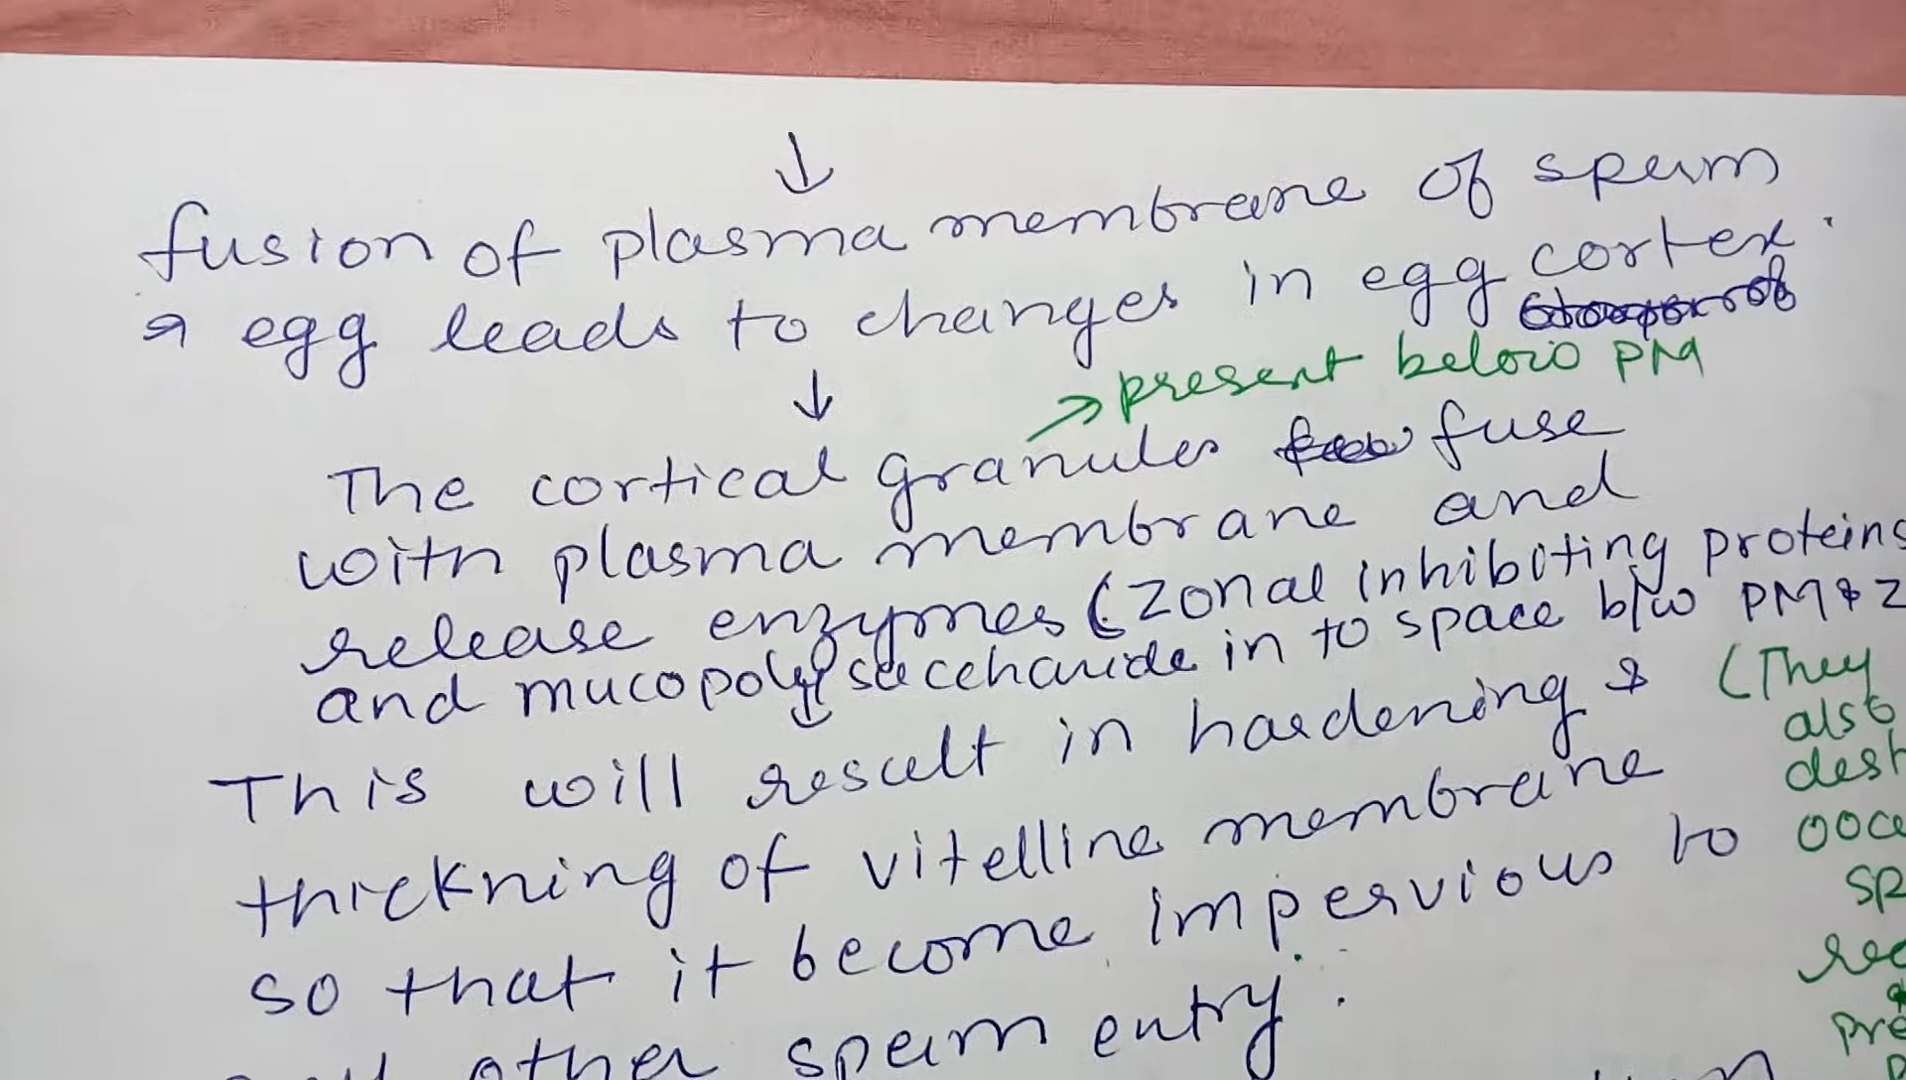 ↓
fusion of plasma membrane of sperm
& egg leads to changes in egg cortex.
↓
→ present below PM
The cortical granules fuse
with plasma membrane and
release enzymes (zonal inhibiting proteins
and mucopolysaccharide in to space b/w PM & Z
↓
This will result in hardening &
thickning of vitelline membrane
so that it become impervious to
other sperm entry.
(They
also